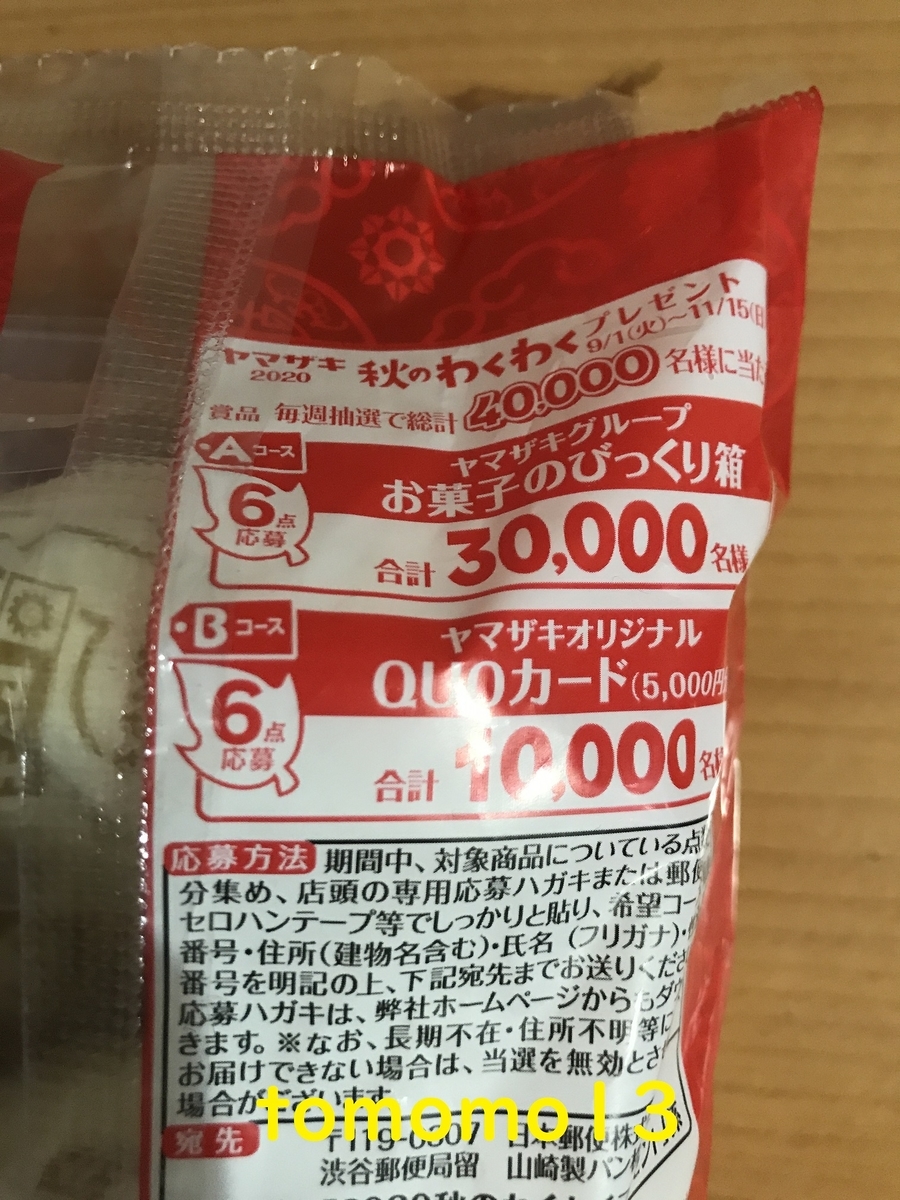 ヤマザキ 秋のわくわくプレゼント
2020 9/1(火)~11/15(日
賞品 毎週抽選で総計 40,000 名様に当た
Aコース ヤマザキグループ
お菓子のびっくり箱
6点
応募 合計 30,000名様
Bコース ヤマザキオリジナル
QUOカード(5,000円
6点
応募 合計 10,000名様
応募方法 期間中、対象商品についている点
分集め、店頭の専用応募ハガキまたは郵便
セロハンテープ等でしっかりと貼り、希望コー
番号・住所(建物名含む)・氏名(フリガナ)・
番号を明記の上、下記宛先までお送りくださ
応募ハガキは、弊社ホームページからもダウ
きます。※なお、長期不在・住所不明等に
お届けできない場合は、当選を無効とさ
場合がございます
tomomo13
宛先 〒119-0007 日本郵便株
渋谷郵便局留 山崎製パン